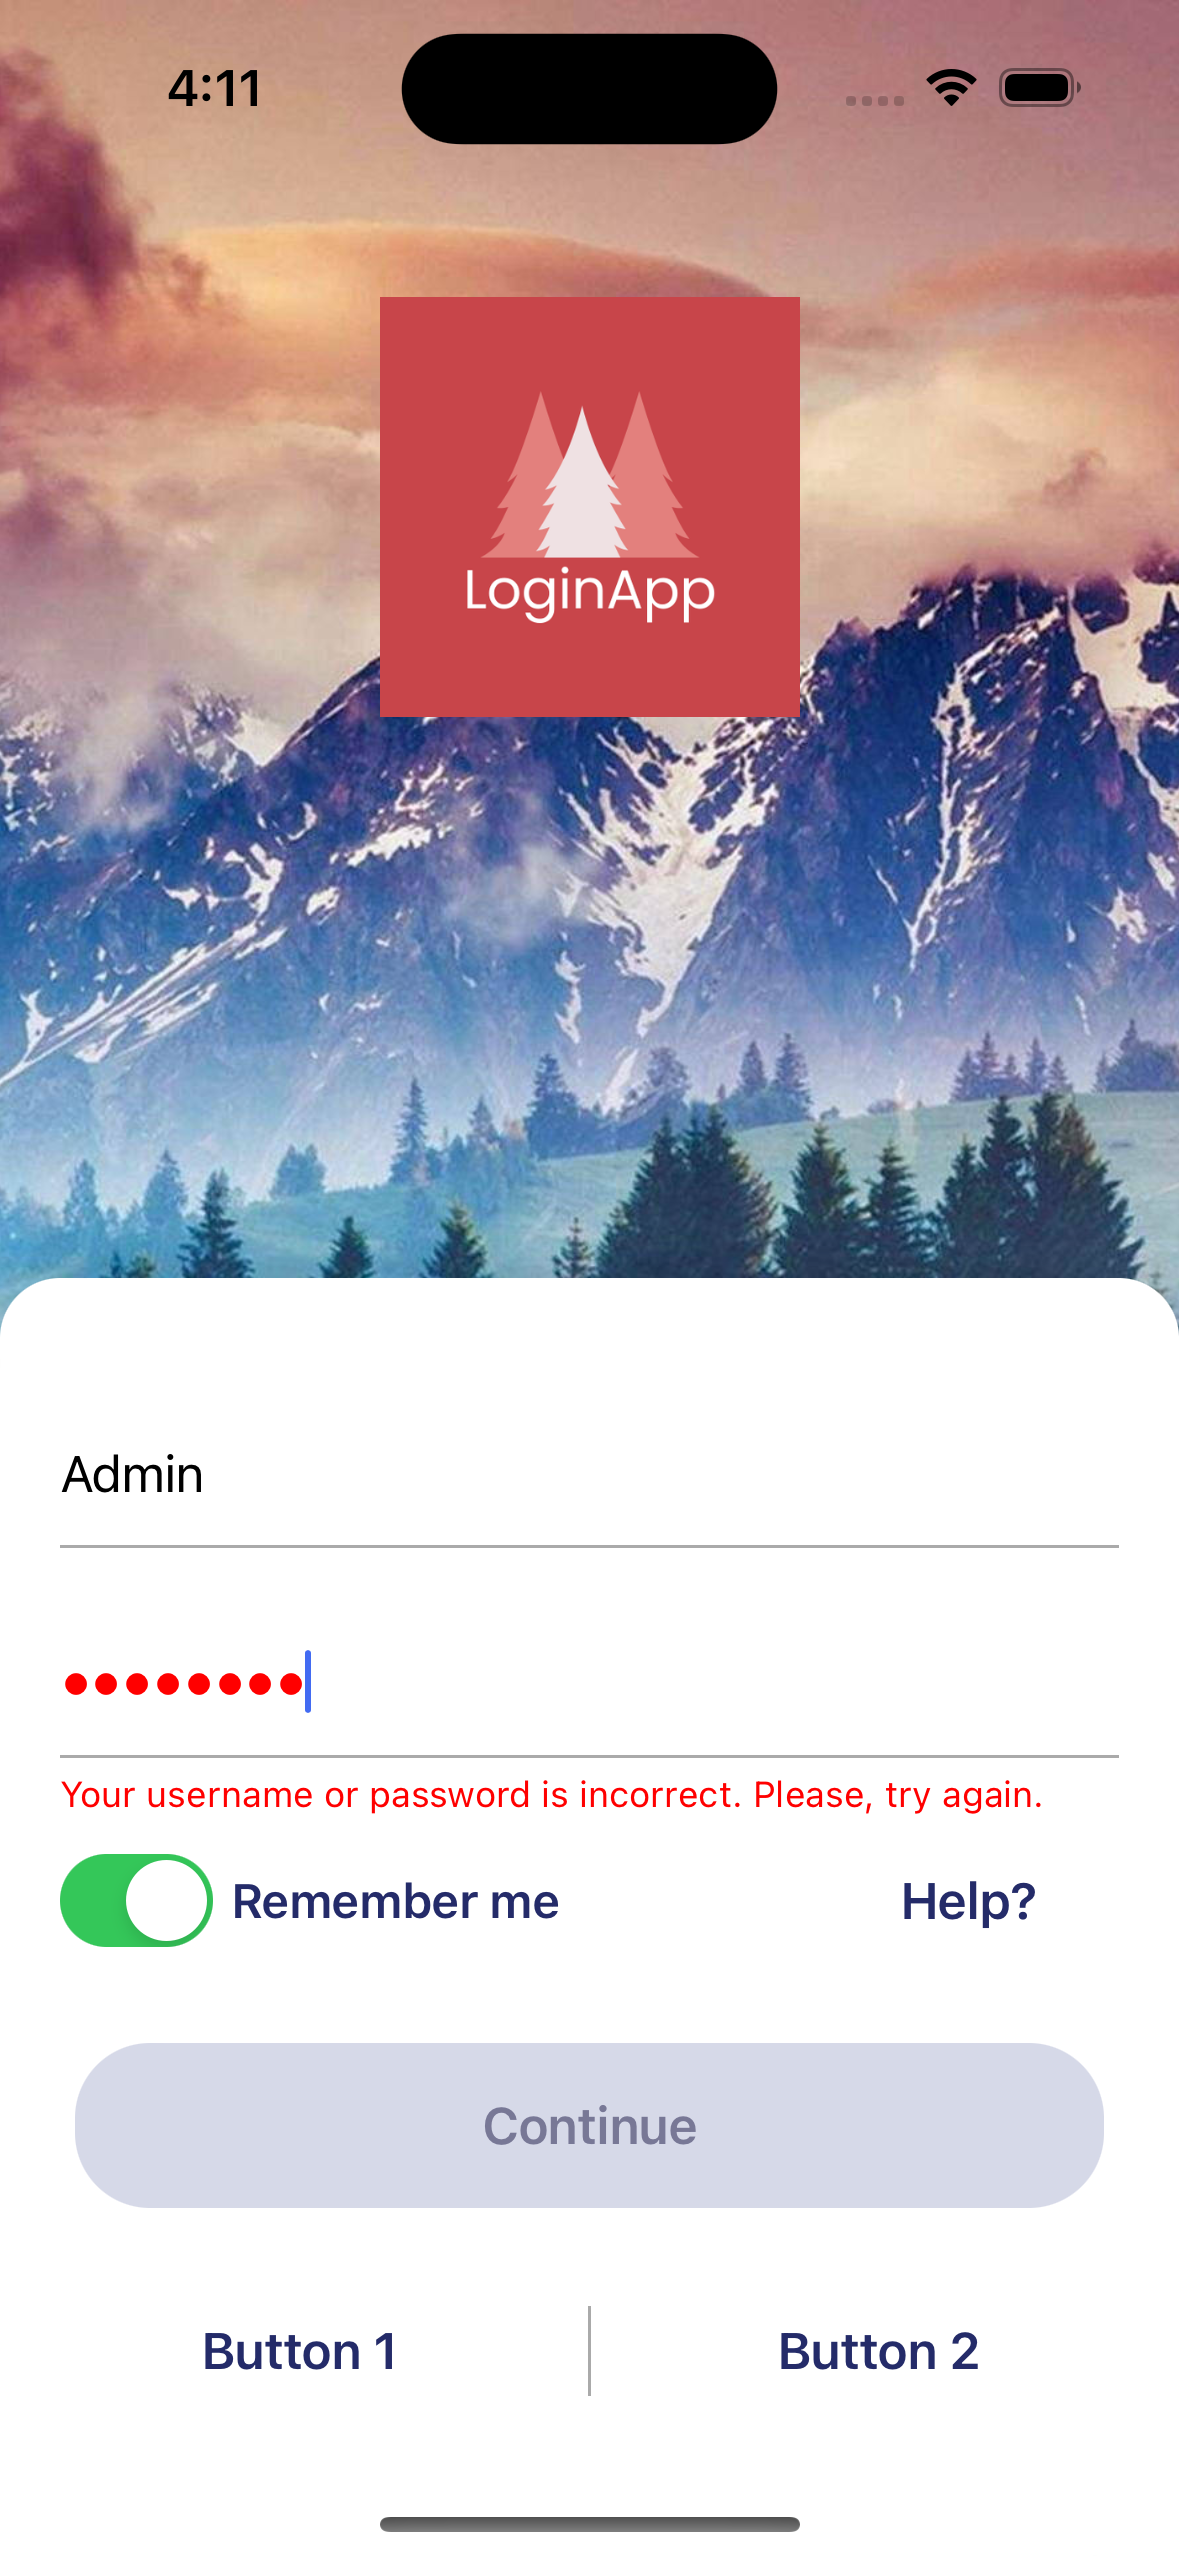 4:11
LoginApp
Admin
••••••••
Your username or password is incorrect. Please, try again.
Remember me
Help?
Continue
Button 1
Button 2